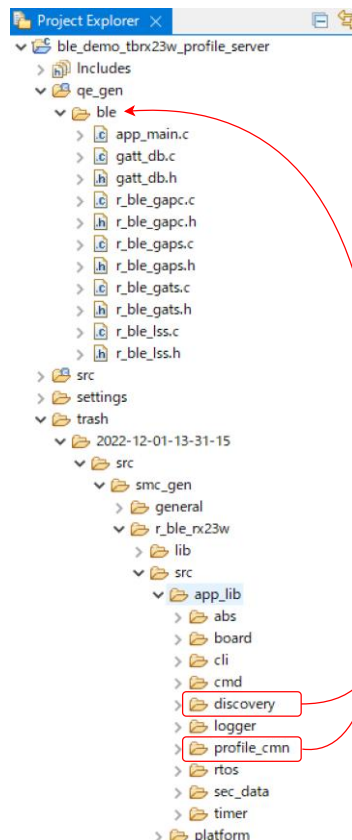 Project Explorer
ble_demo_tbrx23w_profile_server
Includes
qe_gen
ble
app_main.c
gatt_db.c
gatt_db.h
r_ble_gapc.c
r_ble_gapc.h
r_ble_gaps.c
r_ble_gaps.h
r_ble_gats.c
r_ble_gats.h
r_ble_lss.c
r_ble_lss.h
src
settings
trash
2022-12-01-13-31-15
src
smc_gen
general
r_ble_rx23w
lib
src
app_lib
abs
board
cli
cmd
discovery
logger
profile_cmn
rtos
sec_data
timer
platform